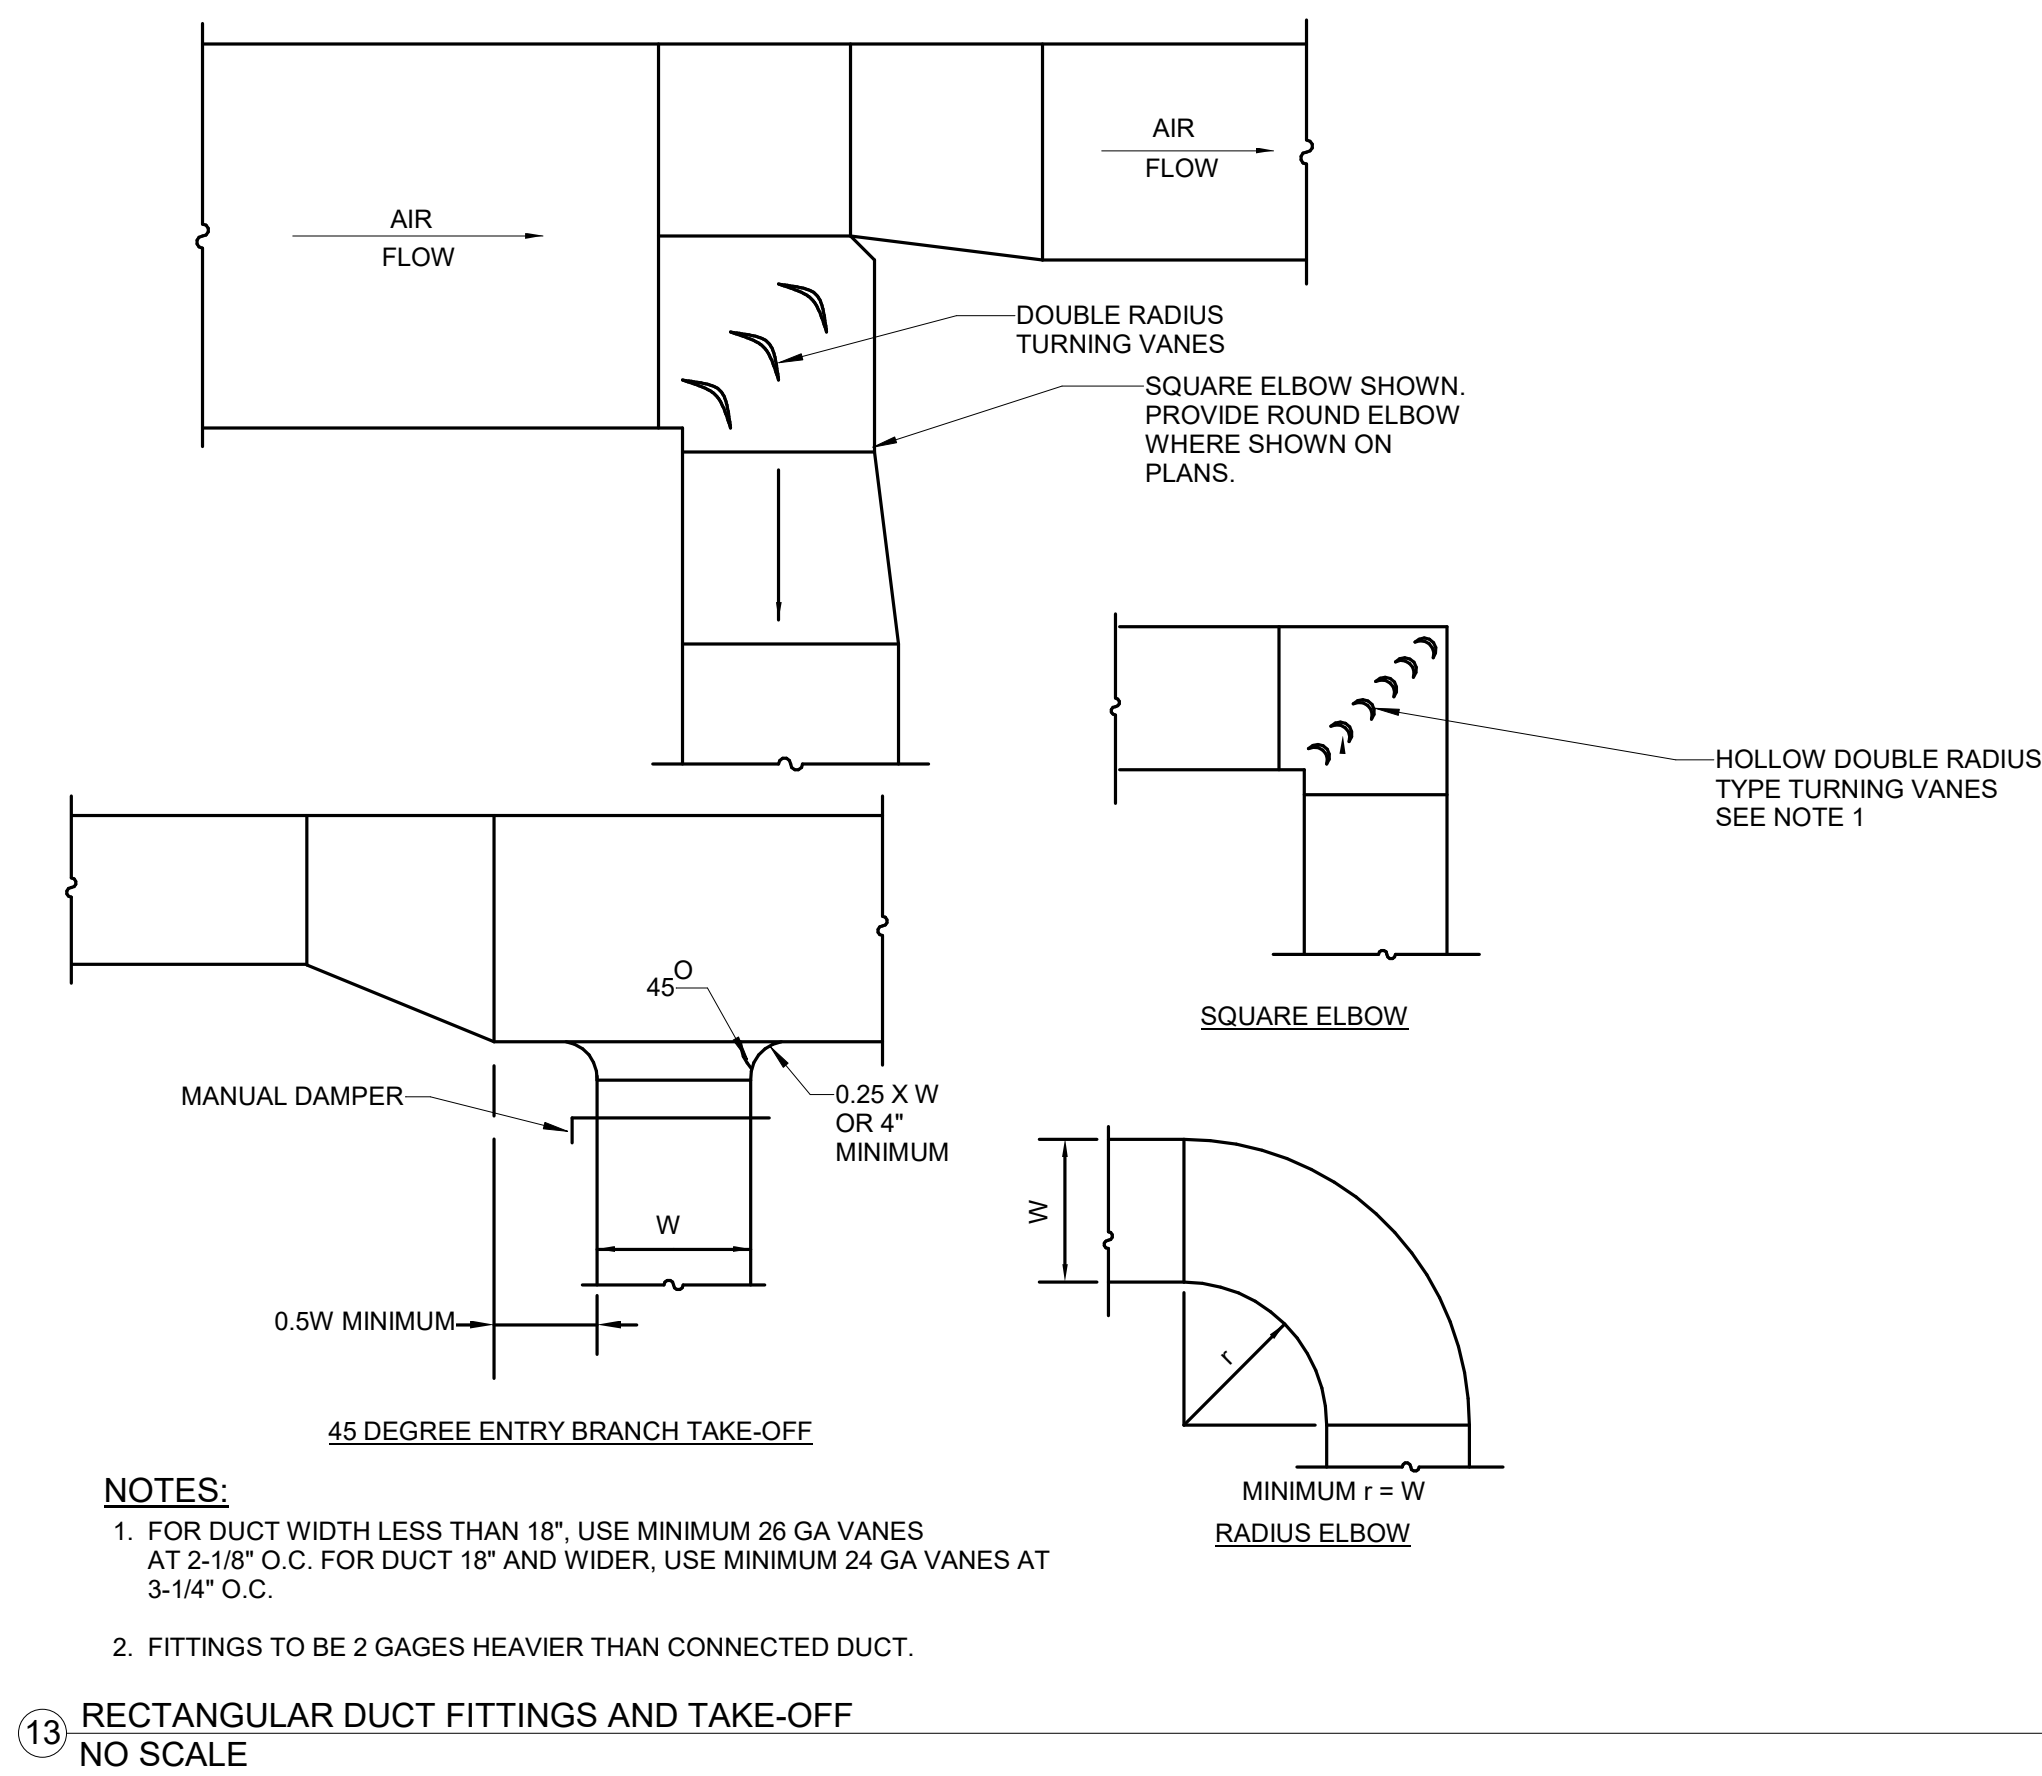 AIR
FLOW
AIR
FLOW
DOUBLE RADIUS
TURNING VANES
SQUARE ELBOW SHOWN.
PROVIDE ROUND ELBOW
WHERE SHOWN ON
PLANS.
HOLLOW DOUBLE RADIUS
TYPE TURNING VANES
SEE NOTE 1
SQUARE ELBOW
45O
MANUAL DAMPER
0.25 X W
OR 4"
MINIMUM
W
0.5W MINIMUM
45 DEGREE ENTRY BRANCH TAKE-OFF
W
r
MINIMUM r = W
RADIUS ELBOW
NOTES:
1. FOR DUCT WIDTH LESS THAN 18", USE MINIMUM 26 GA VANES
AT 2-1/8" O.C. FOR DUCT 18" AND WIDER, USE MINIMUM 24 GA VANES AT
3-1/4" O.C.
2. FITTINGS TO BE 2 GAGES HEAVIER THAN CONNECTED DUCT.
13 RECTANGULAR DUCT FITTINGS AND TAKE-OFF
NO SCALE